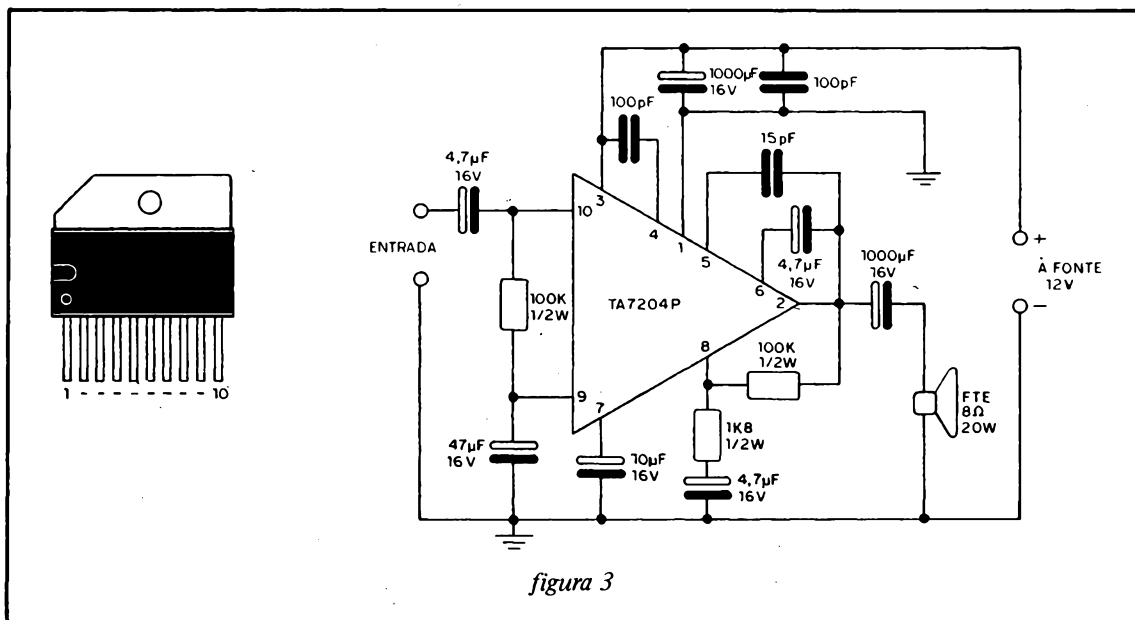 1 - - - - - - - - 10
ENTRADA
4,7µF
16V
100K
1/2W
47µF
16V
10µF
16V
100pF
1000µF
16V
100pF
15pF
4,7µF
16V
1000µF
16V
10
3
4
1
5
6
2
8
9
7
TA7204P
100K
1/2W
1K8
1/2W
4,7µF
16V
FTE
8Ω
20W
+
À FONTE
12V
−
figura 3